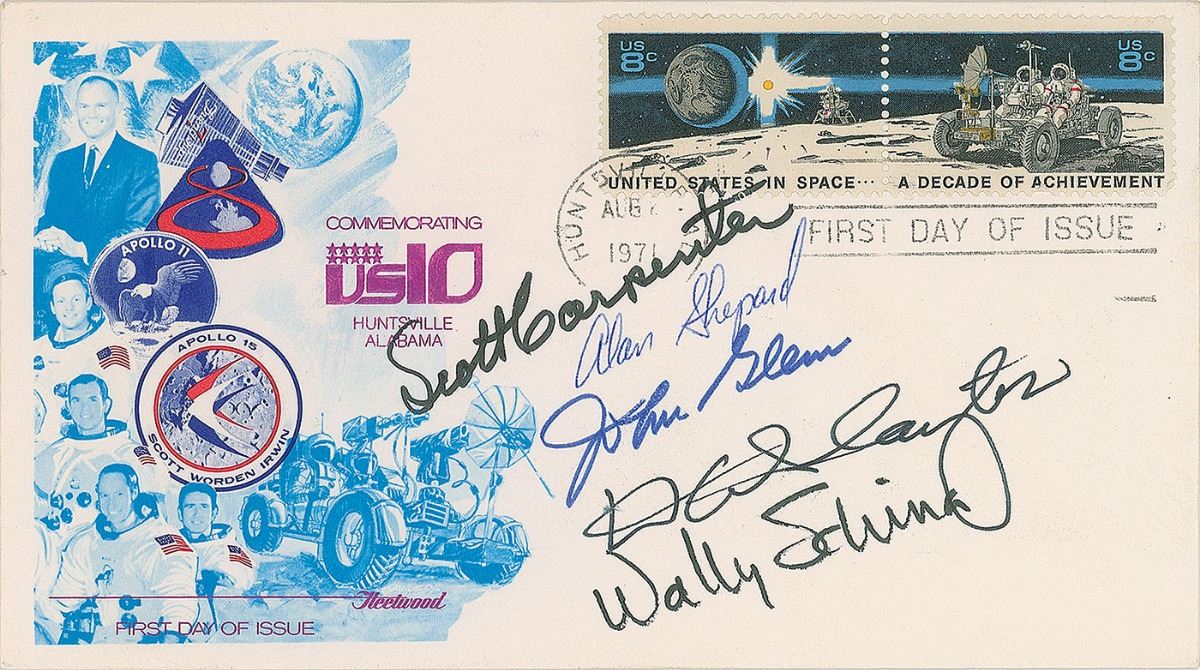 US 8c
US 8c
UNITED STATES IN SPACE... A DECADE OF ACHIEVEMENT
HUNTSV
AUG
1971
FIRST DAY OF ISSUE
COMMEMORATING
US10
HUNTSVILLE
ALABAMA
APOLLO 11
APOLLO 15
SCOTT WORDEN IRWIN
Scott Carpenter
Alan Shepard
John Glenn
D K Slayton
Wally Schirra
Fleetwood
FIRST DAY OF ISSUE